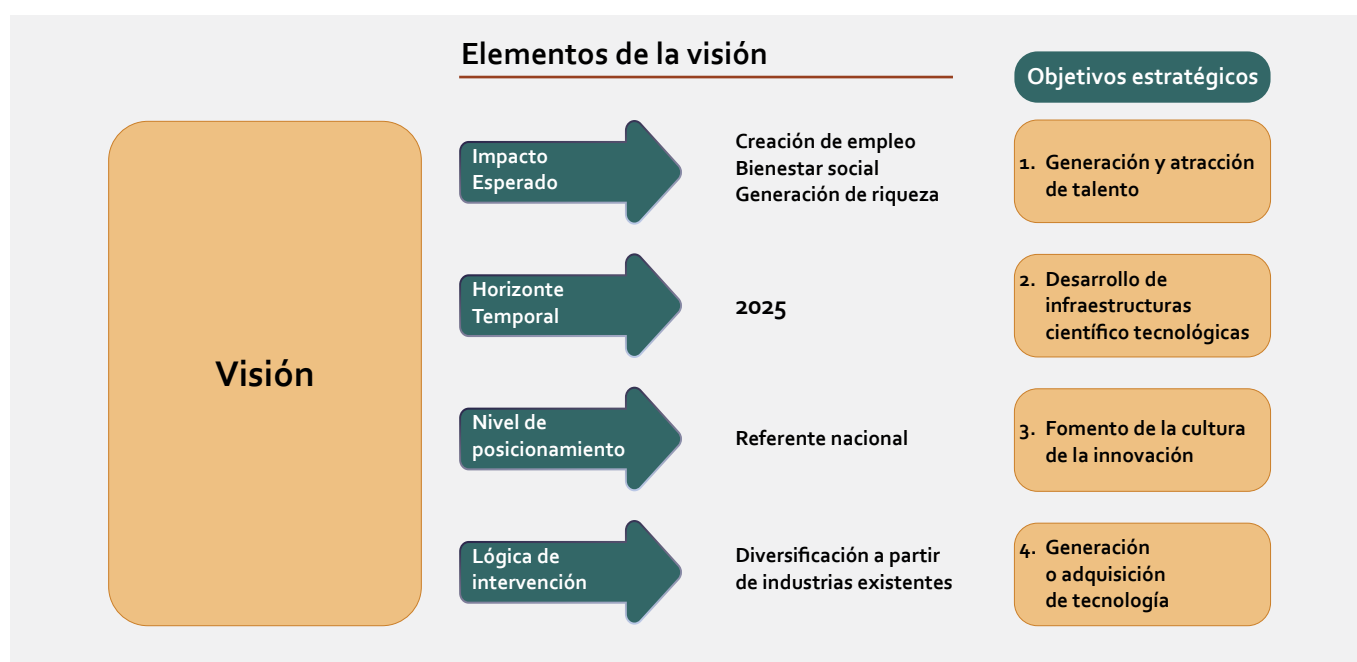 Elementos de la visión
Objetivos estratégicos
Visión
Impacto
Esperado
Creación de empleo
Bienestar social
Generación de riqueza
1. Generación y atracción
de talento
Horizonte
Temporal
2025
2. Desarrollo de
infraestructuras
científico tecnológicas
Nivel de
posicionamiento
Referente nacional
3. Fomento de la cultura
de la innovación
Lógica de
intervención
Diversificación a partir
de industrias existentes
4. Generación
o adquisición
de tecnología